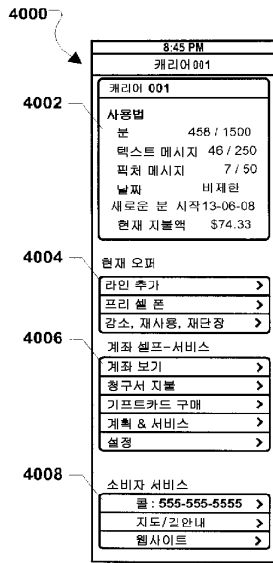 4000
8:45 PM
캐리어 001
4002
캐리어 001
사용법
분 458 / 1500
텍스트 메시지 46 / 250
픽처 메시지 7 / 50
날짜 비제한
새로운 분 시작 13-06-08
현재 지불액 $74.33
4004
현재 오퍼
라인 추가 >
프리 셀 폰 >
감소, 재사용, 재단장 >
4006
계좌 셀프-서비스
계좌 보기 >
청구서 지불 >
기프트카드 구매 >
계획 & 서비스 >
설정 >
4008
소비자 서비스
콜 : 555-555-5555 >
지도/길안내 >
웹사이트 >